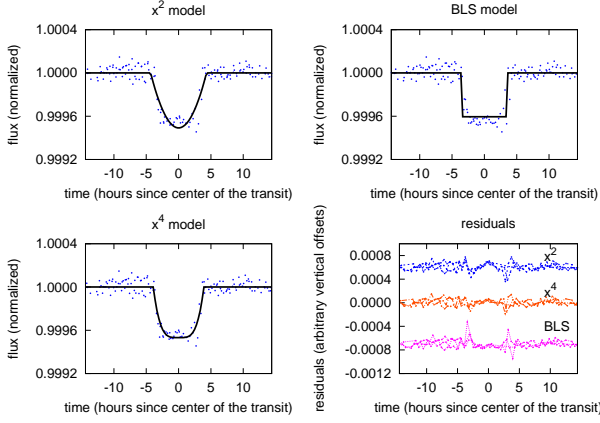 x² model
1.0004
1.0000
0.9996
0.9992
flux (normalized)
-10 -5 0 5 10
time (hours since center of the transit)
BLS model
1.0004
1.0000
0.9996
0.9992
flux (normalized)
-10 -5 0 5 10
time (hours since center of the transit)
x⁴ model
1.0004
1.0000
0.9996
0.9992
flux (normalized)
-10 -5 0 5 10
time (hours since center of the transit)
residuals
0.0008
0.0004
0.0000
-0.0004
-0.0008
-0.0012
residuals (arbitrary vertical offsets)
x²
x⁴
BLS
-10 -5 0 5 10
time (hours since center of the transit)